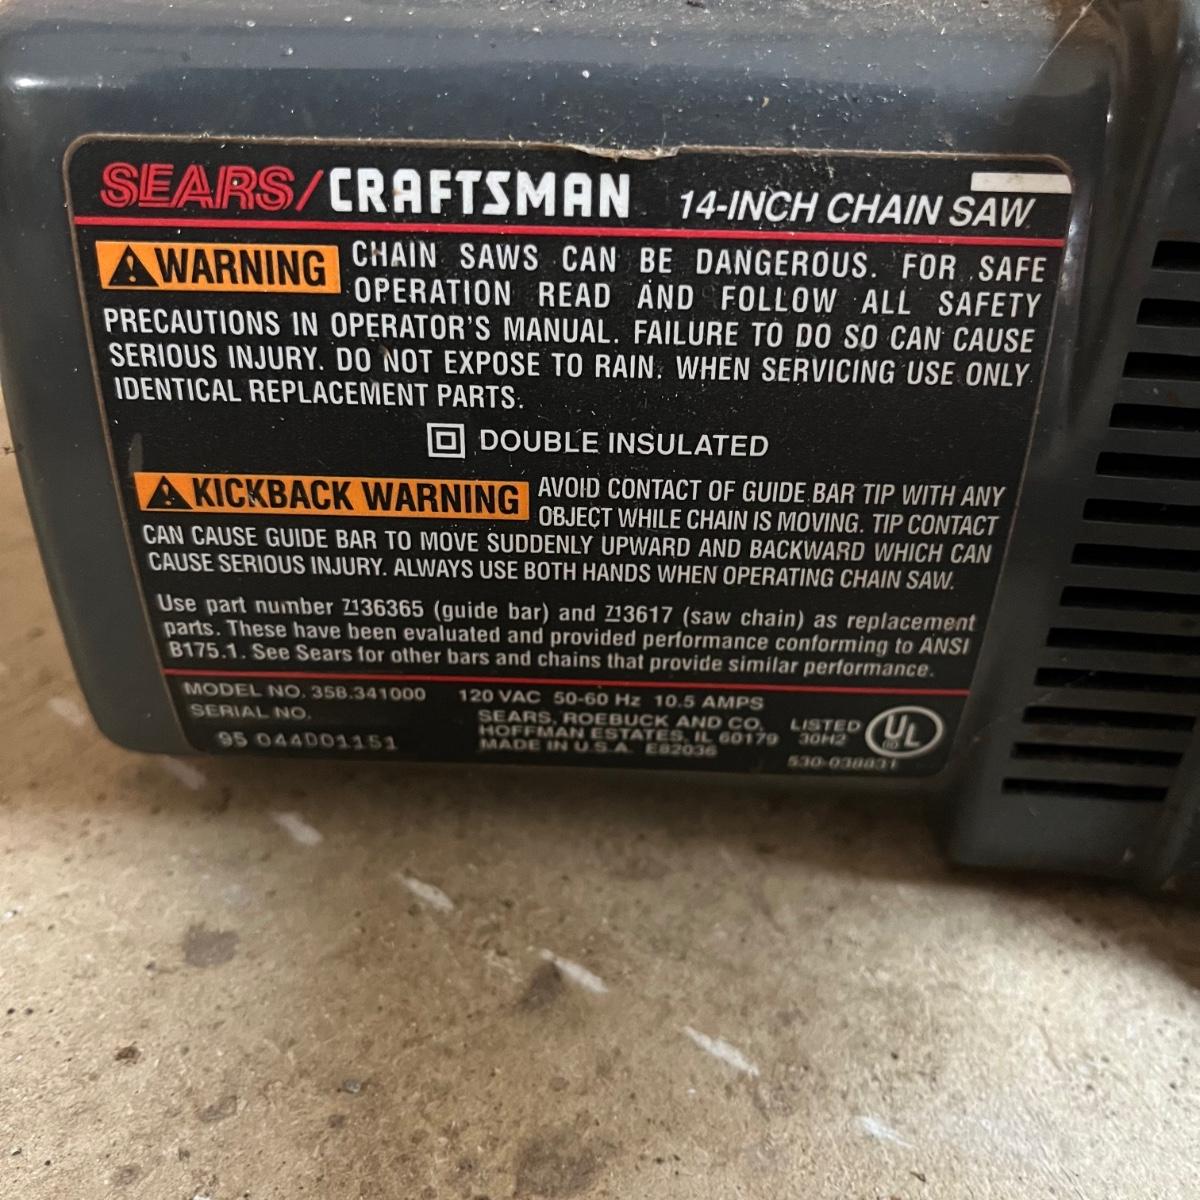 SEARS/CRAFTSMAN 14-INCH CHAIN SAW
WARNING CHAIN SAWS CAN BE DANGEROUS. FOR SAFE
OPERATION READ AND FOLLOW ALL SAFETY
PRECAUTIONS IN OPERATOR'S MANUAL. FAILURE TO DO SO CAN CAUSE
SERIOUS INJURY. DO NOT EXPOSE TO RAIN. WHEN SERVICING USE ONLY
IDENTICAL REPLACEMENT PARTS.
DOUBLE INSULATED
KICKBACK WARNING AVOID CONTACT OF GUIDE BAR TIP WITH ANY
OBJECT WHILE CHAIN IS MOVING. TIP CONTACT
CAN CAUSE GUIDE BAR TO MOVE SUDDENLY UPWARD AND BACKWARD WHICH CAN
CAUSE SERIOUS INJURY. ALWAYS USE BOTH HANDS WHEN OPERATING CHAIN SAW.
Use part number 7136365 (guide bar) and 713617 (saw chain) as replacement
parts. These have been evaluated and provided performance conforming to ANSI
B175.1. See Sears for other bars and chains that provide similar performance.
MODEL NO. 358.341000 120 VAC 50-60 Hz 10.5 AMPS
SERIAL NO.
95 044D01151
SEARS, ROEBUCK AND CO.
HOFFMAN ESTATES, IL 60179
MADE IN U.S.A. E82036
LISTED
30H2
UL